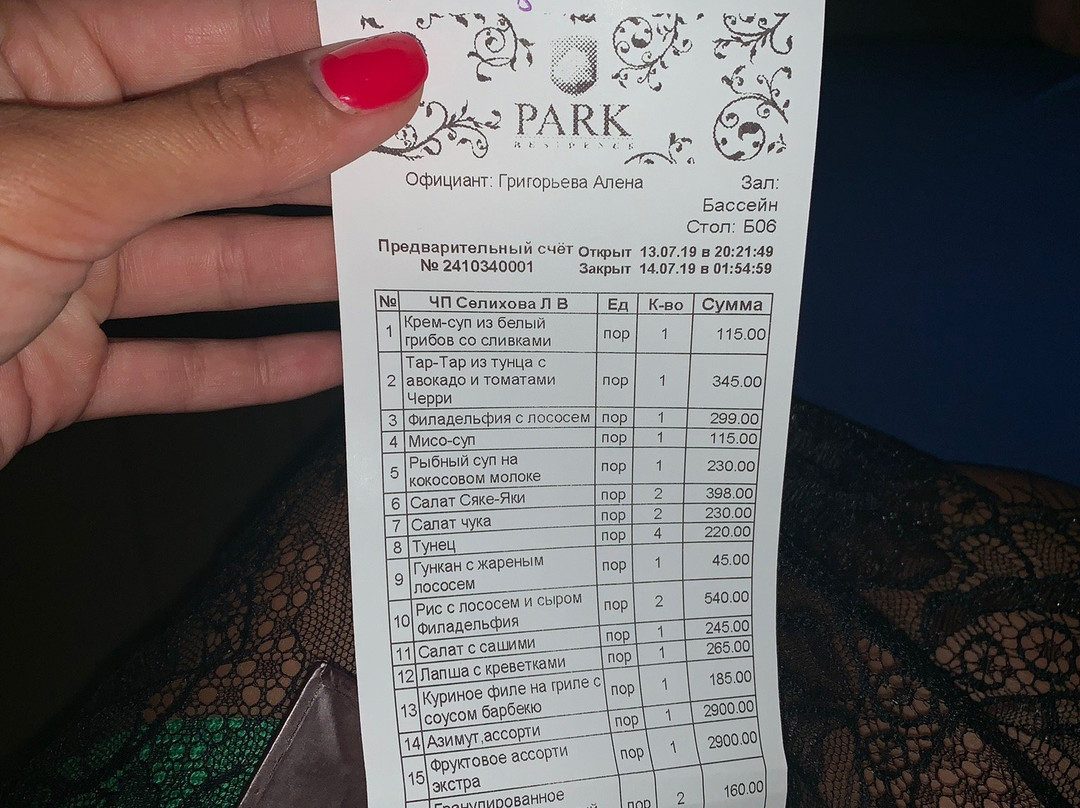 PARK
RESIDENCE
Официант: Григорьева Алена Зал:
Бассейн
Стол: Б06
Предварительный счёт Открыт 13.07.19 в 20:21:49
№ 2410340001 Закрыт 14.07.19 в 01:54:59
№ ЧП Селихова Л В Ед К-во Сумма
1 Крем-суп из белый
грибов со сливками пор 1 115.00
2 Тар-Тар из тунца с
авокадо и томатами пор 1 345.00
Черри
3 Филадельфия с лососем пор 1 299.00
4 Мисо-суп пор 1 115.00
5 Рыбный суп на
кокосовом молоке пор 1 230.00
6 Салат Сяке-Яки пор 2 398.00
7 Салат чука пор 2 230.00
8 Тунец пор 4 220.00
9 Гункан с жареным
лососем пор 1 45.00
10 Рис с лососем и сыром
Филадельфия пор 2 540.00
11 Салат с сашими пор 1 245.00
12 Лапша с креветками пор 1 265.00
13 Куриное филе на гриле с
соусом барбекю пор 1 185.00
14 Азимут,ассорти пор 1 2900.00
15 Фруктовое ассорти
экстра пор 1 2900.00
Гранулированное
пор 2 160.00